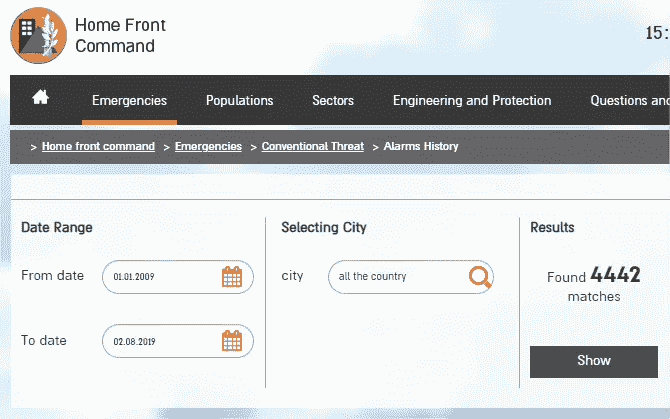 Home Front
Command
15:
Emergencies Populations Sectors Engineering and Protection Questions and
> Home front command > Emergencies > Conventional Threat > Alarms History
Date Range
From date 01.01.2009
To date 02.08.2019
Selecting City
city all the country
Results
Found 4442
matches
Show